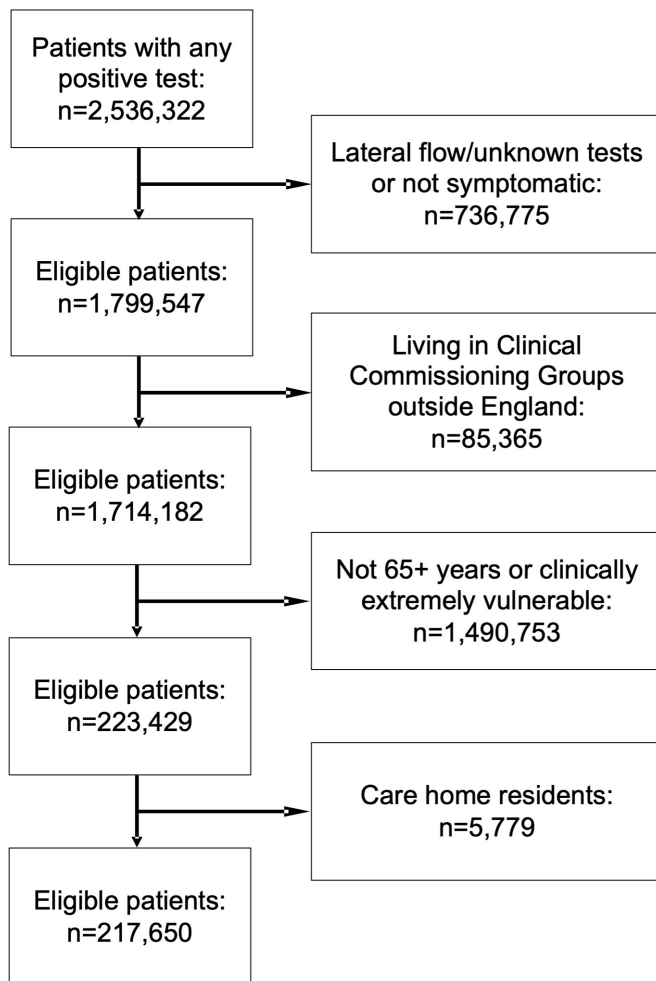 Patients with any
positive test:
n=2,536,322
Lateral flow/unknown tests
or not symptomatic:
n=736,775
Eligible patients:
n=1,799,547
Living in Clinical
Commissioning Groups
outside England:
n=85,365
Eligible patients:
n=1,714,182
Not 65+ years or clinically
extremely vulnerable:
n=1,490,753
Eligible patients:
n=223,429
Care home residents:
n=5,779
Eligible patients:
n=217,650